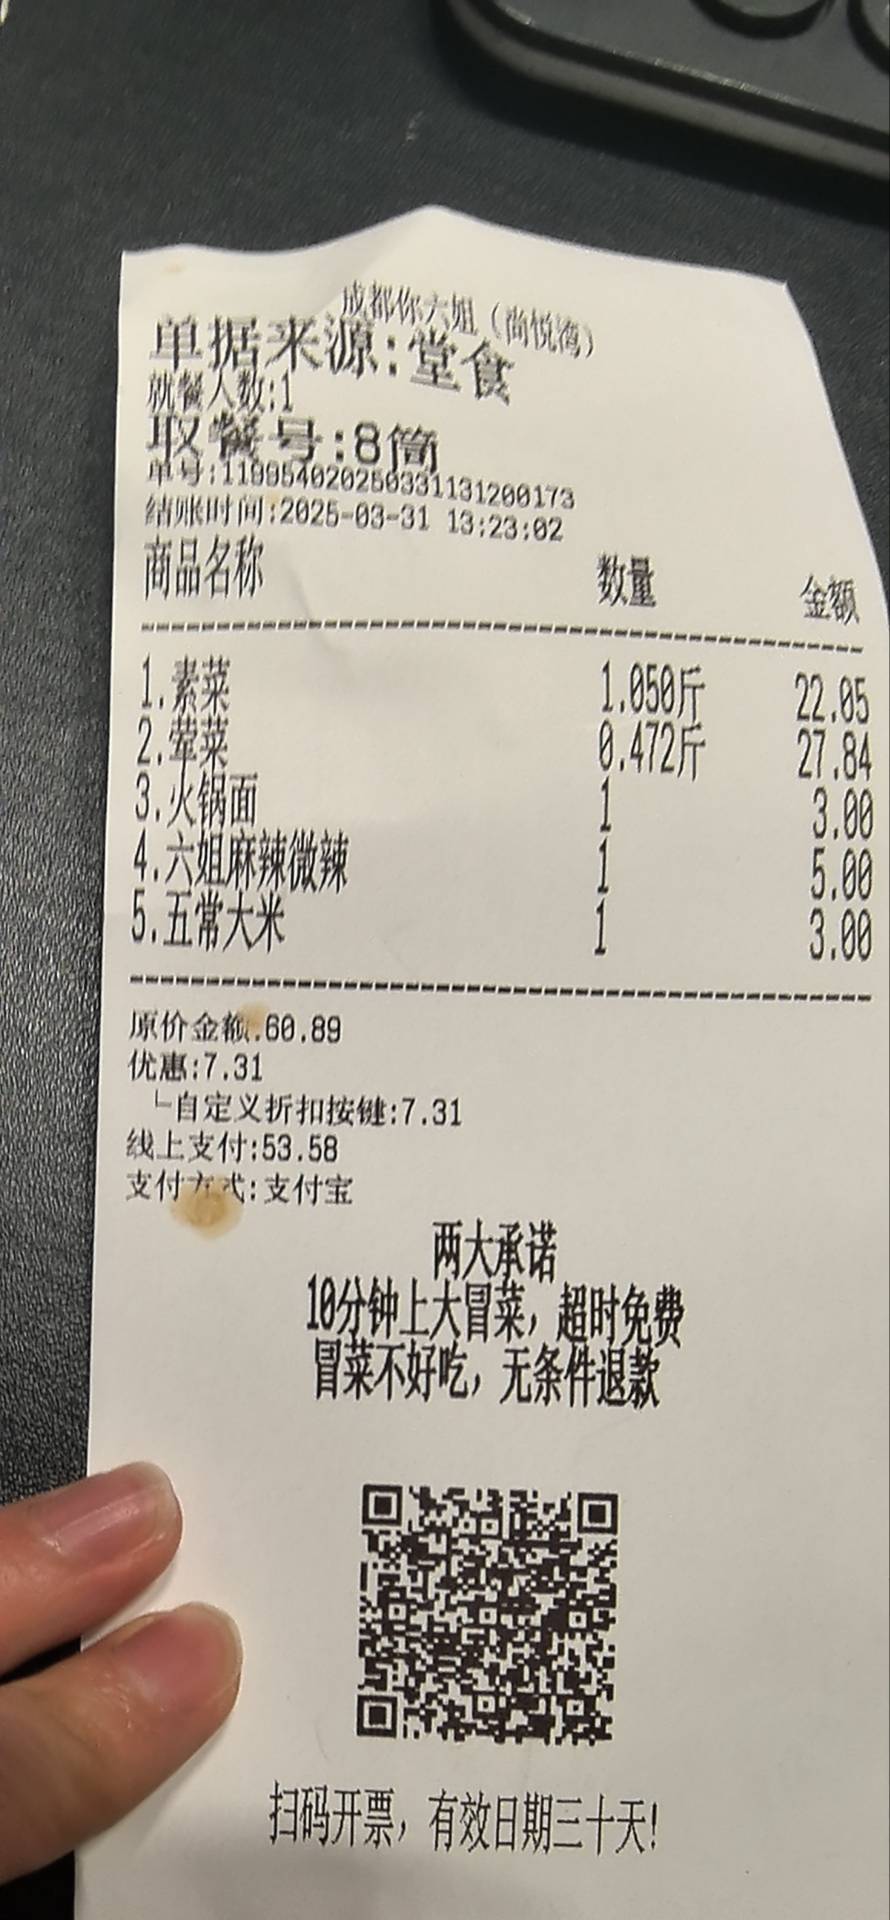 成都你六姐（尚悦湾）
单据来源:堂食
就餐人数:1
取餐号:8筒
单号:119954020250331131200173
结账时间:2025-03-31 13:23:02
商品名称 数量 金额
1.素菜 1.050斤 22.05
2.荤菜 0.472斤 27.84
3.火锅面 1 3.00
4.六姐麻辣微辣 1 5.00
5.五常大米 1 3.00
原价金额:60.89
优惠:7.31
└自定义折扣按键:7.31
线上支付:53.58
支付方式:支付宝
两大承诺
10分钟上大冒菜，超时免费
冒菜不好吃，无条件退款
扫码开票，有效日期三十天!